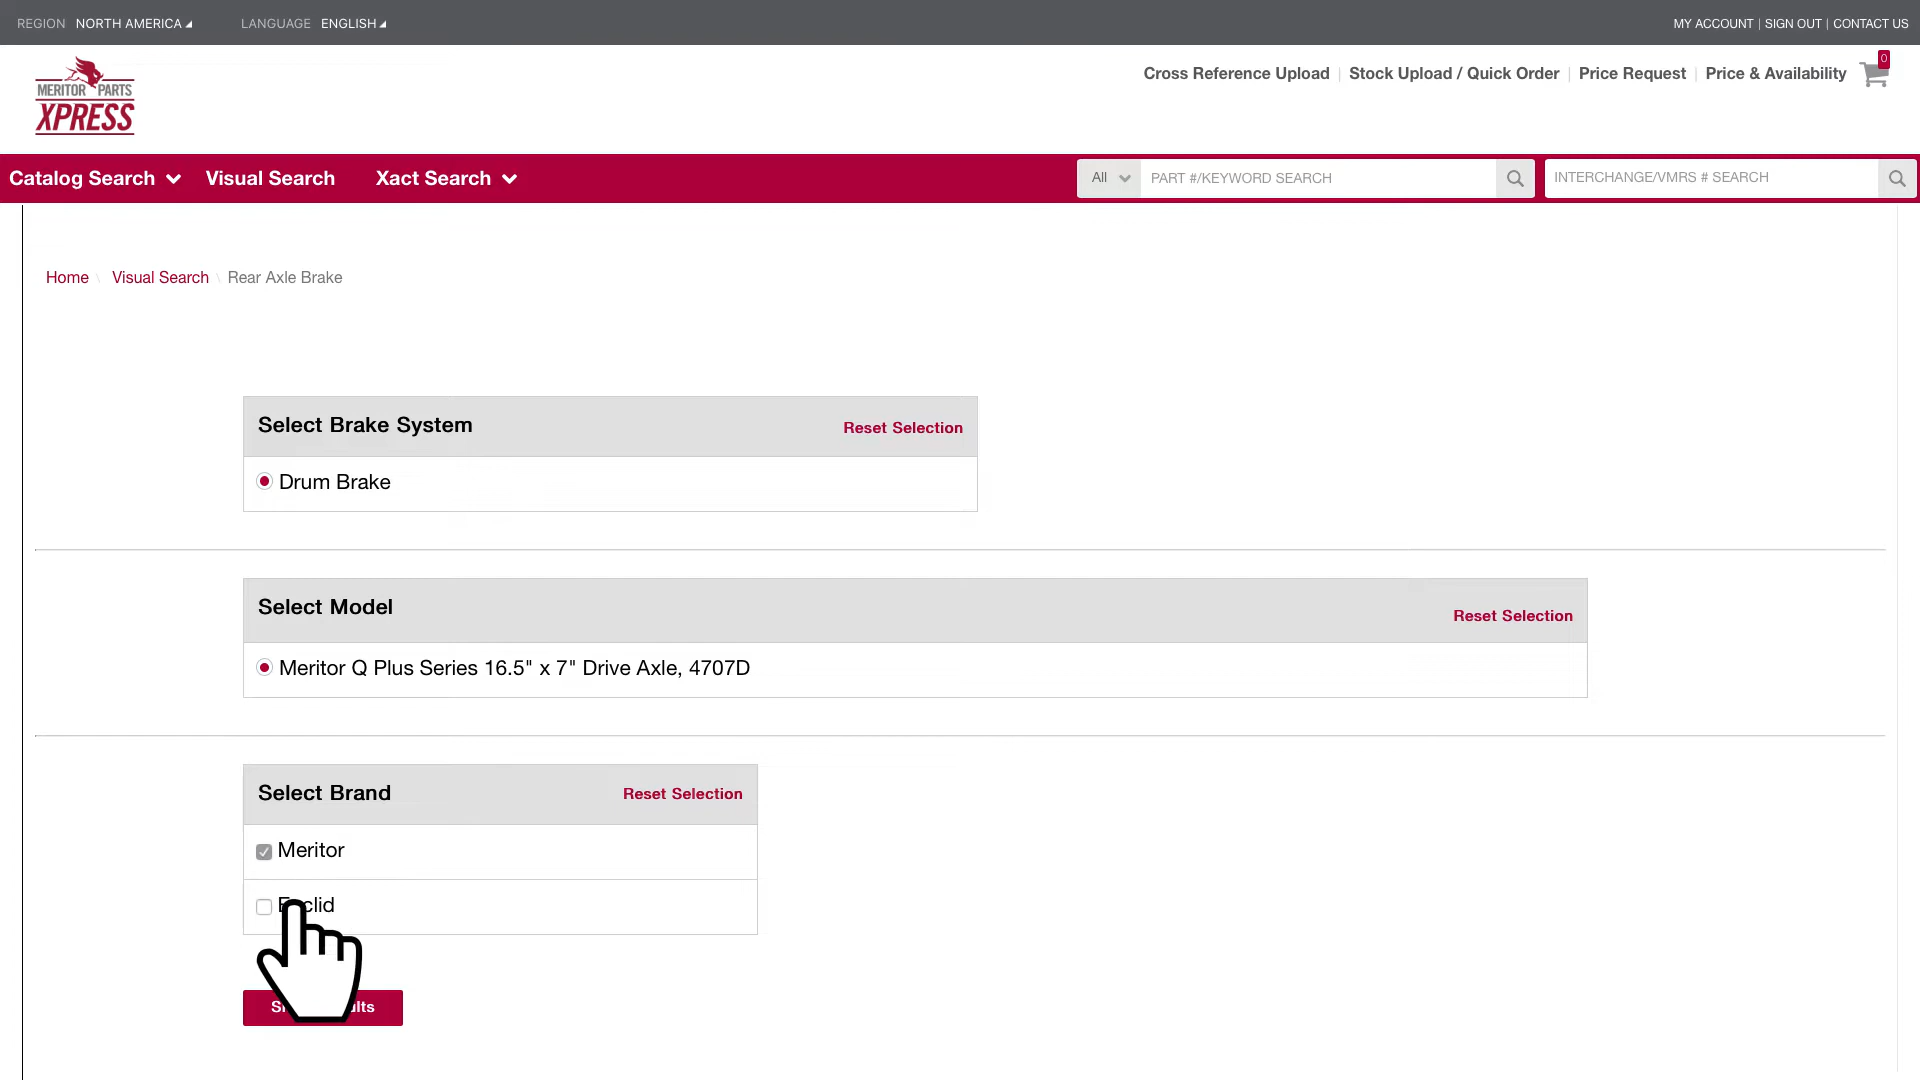 REGION NORTH AMERICA LANGUAGE ENGLISH MY ACCOUNT | SIGN OUT | CONTACT US
MERITOR PARTS
XPRESS
Cross Reference Upload | Stock Upload / Quick Order | Price Request | Price & Availability 0
Catalog Search Visual Search Xact Search All PART #/KEYWORD SEARCH INTERCHANGE/VMRS # SEARCH
Home \ Visual Search \ Rear Axle Brake
Select Brake System Reset Selection
Drum Brake
Select Model Reset Selection
Meritor Q Plus Series 16.5" x 7" Drive Axle, 4707D
Select Brand Reset Selection
Meritor